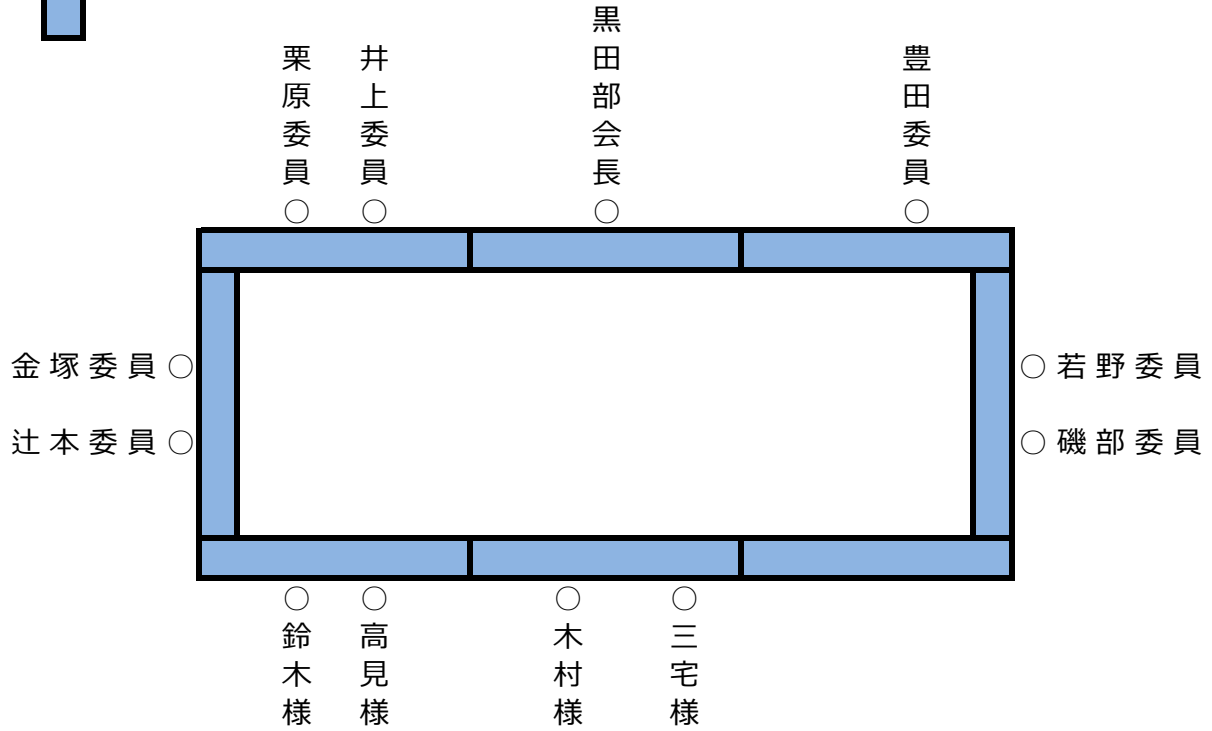 栗原委員○
井上委員○
黒田部会長○
豊田委員○
金塚委員○
○若野委員
辻本委員○
○磯部委員
○鈴木様
○高見様
○木村様
○三宅様